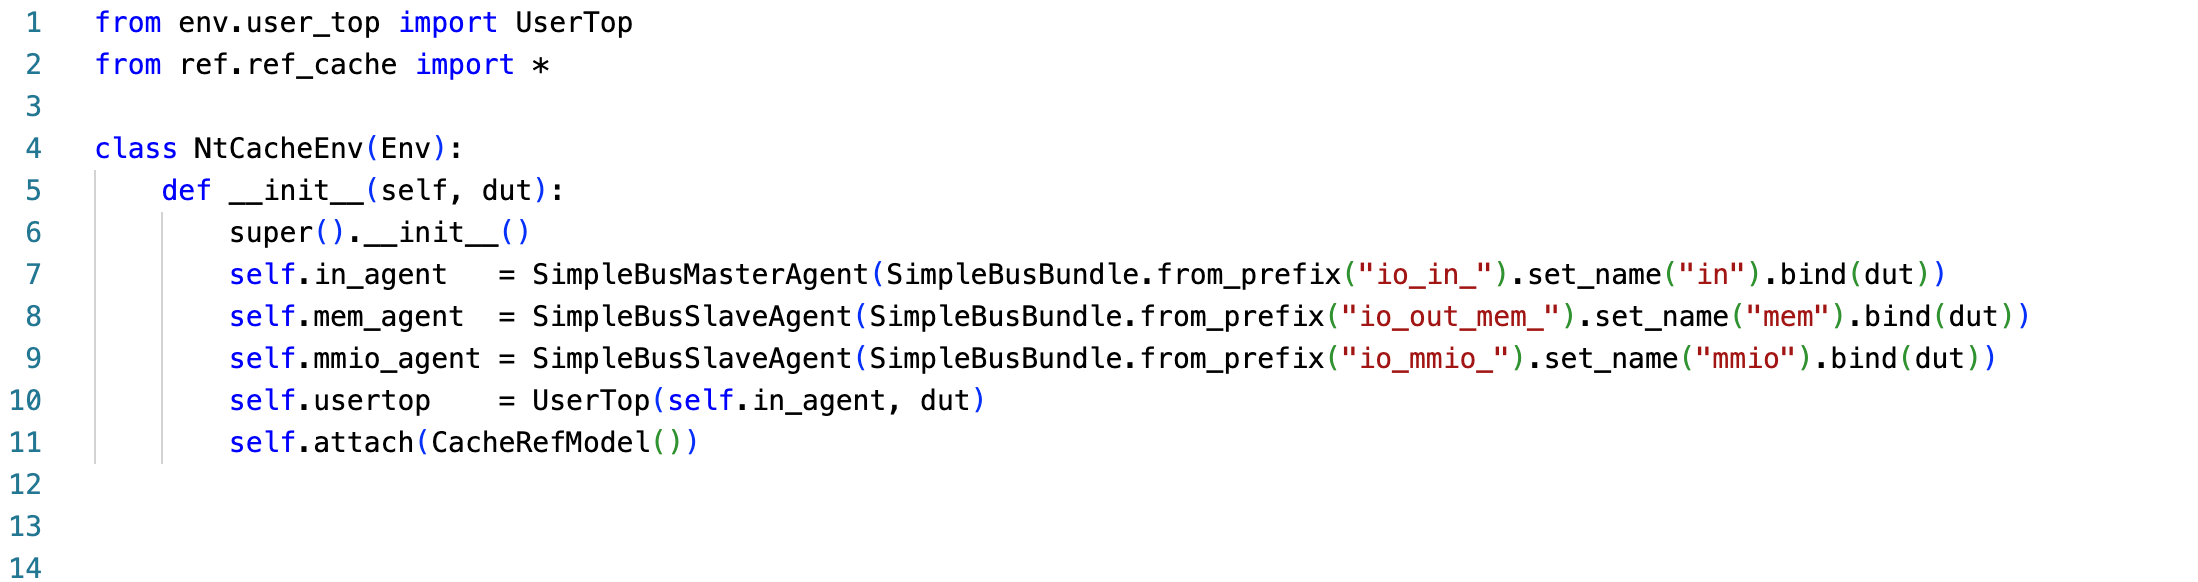 1 from env.user_top import UserTop
2 from ref.ref_cache import *
3
4 class NtCacheEnv(Env):
5     def __init__(self, dut):
6         super().__init__()
7         self.in_agent   = SimpleBusMasterAgent(SimpleBusBundle.from_prefix("io_in_").set_name("in").bind(dut))
8         self.mem_agent  = SimpleBusSlaveAgent(SimpleBusBundle.from_prefix("io_out_mem_").set_name("mem").bind(dut))
9         self.mmio_agent = SimpleBusSlaveAgent(SimpleBusBundle.from_prefix("io_mmio_").set_name("mmio").bind(dut))
10         self.usertop    = UserTop(self.in_agent, dut)
11         self.attach(CacheRefModel())
12
13
14